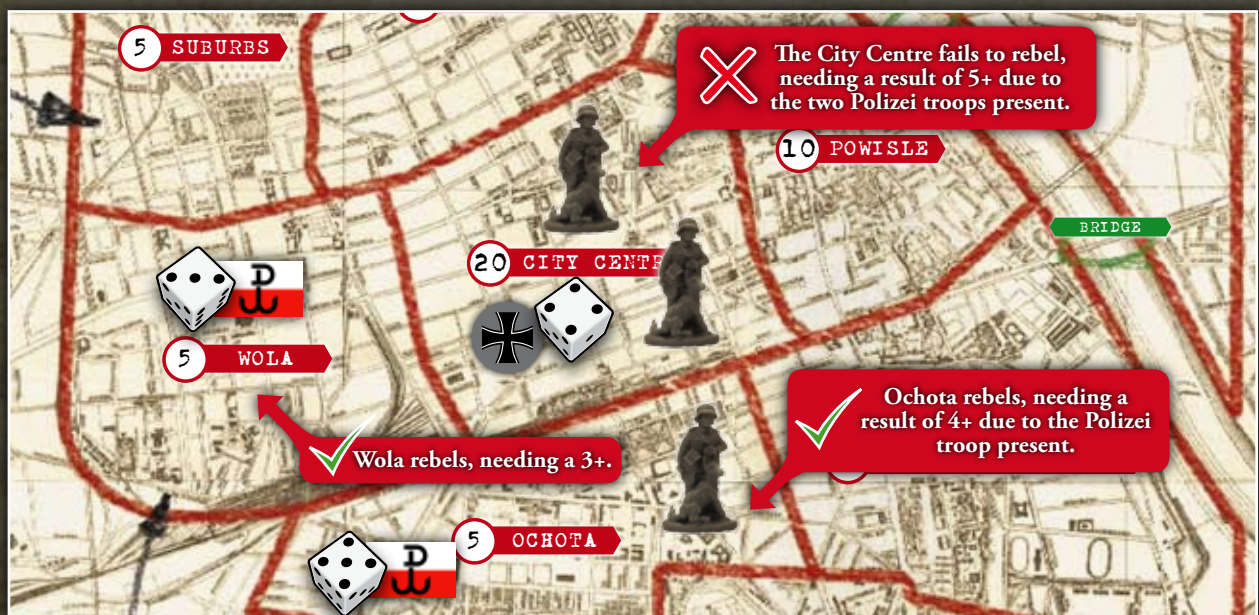 5 SUBURBS
The City Centre fails to rebel,
needing a result of 5+ due to
the two Polizei troops present.
10 POWISLE
BRIDGE
20 CITY CENTR
5 WOLA
Ochota rebels, needing a
result of 4+ due to the Polizei
troop present.
Wola rebels, needing a 3+.
5 OCHOTA